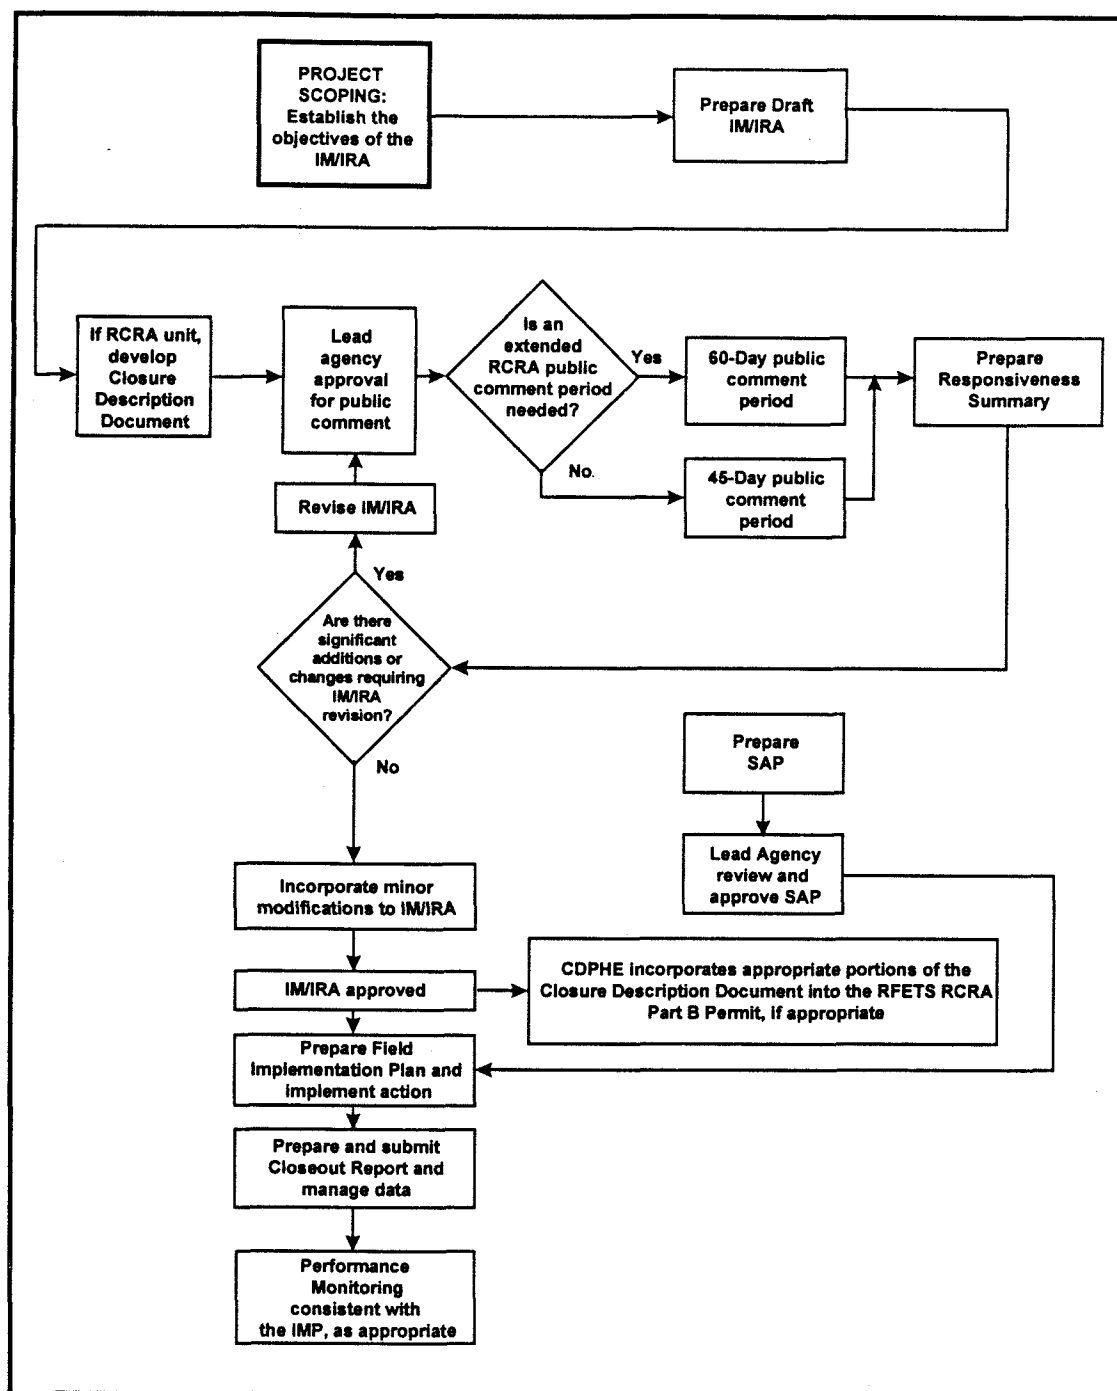 PROJECT
SCOPING:
Establish the
objectives of the
IM/IRA
Prepare Draft
IM/IRA
If RCRA unit,
develop
Closure
Description
Document
Lead
agency
approval
for public
comment
Is an
extended
RCRA public
comment period
needed?
Yes
60-Day public
comment
period
Prepare
Responsiveness
Summary
No.
45-Day public
comment
period
Revise IM/IRA
Yes
Are there
significant
additions or
changes requiring
IM/IRA
revision?
No
Prepare
SAP
Lead Agency
review and
approve SAP
Incorporate minor
modifications to IM/IRA
IM/IRA approved
CDPHE incorporates appropriate portions of the
Closure Description Document into the RFETS RCRA
Part B Permit, if appropriate
Prepare Field
Implementation Plan and
implement action
Prepare and submit
Closeout Report and
manage data
Performance
Monitoring
consistent with
the IMP, as appropriate